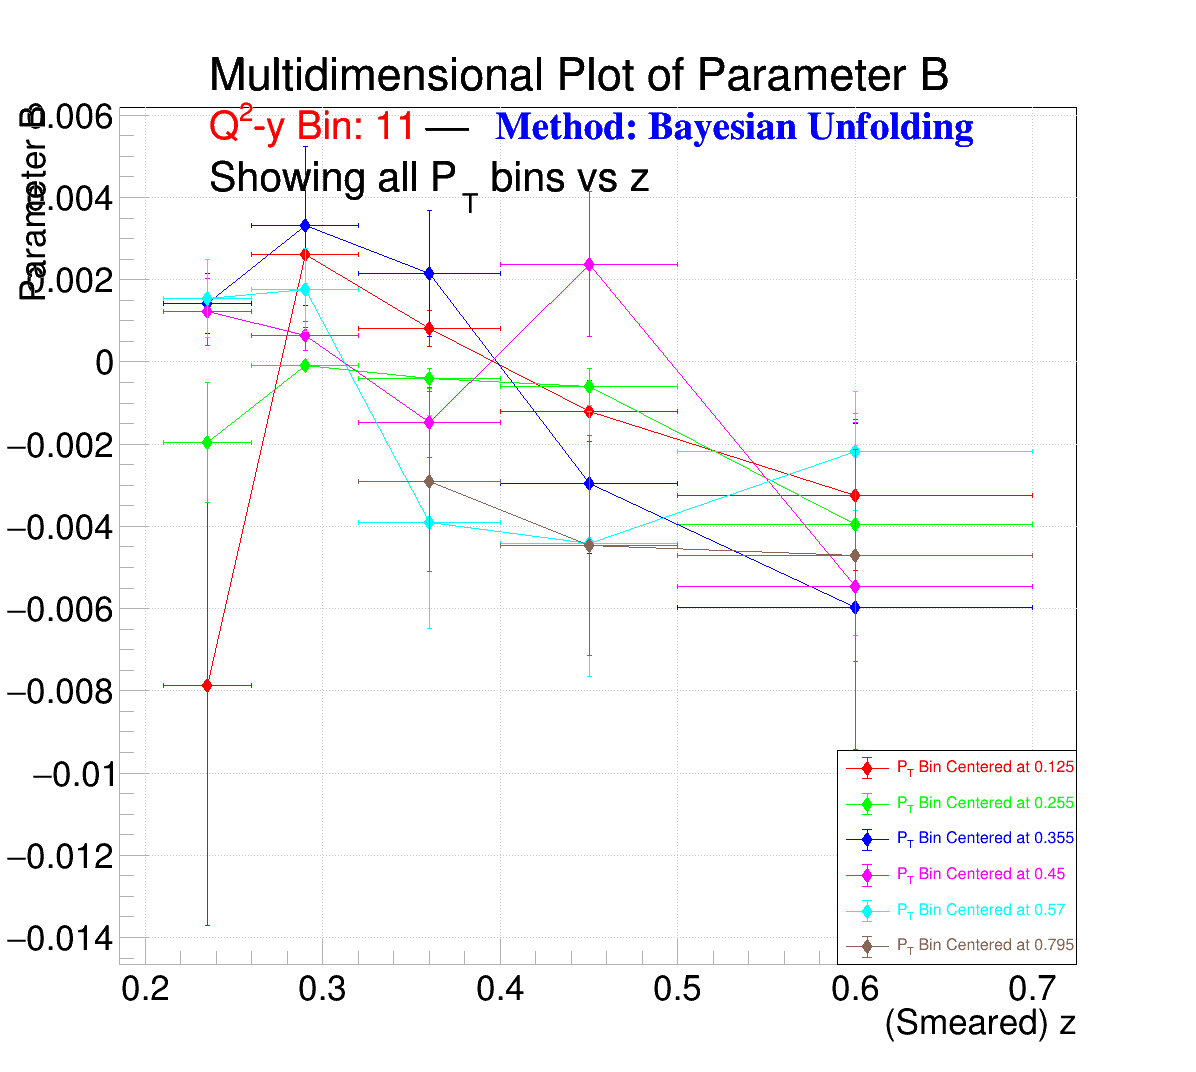 Multidimensional Plot of Parameter B
Q2-y Bin: 11 — Method: Bayesian Unfolding
Showing all PT bins vs z
Parameter B
0.006
0.004
0.002
0
−0.002
−0.004
−0.006
−0.008
−0.01
−0.012
−0.014
PT Bin Centered at 0.125
PT Bin Centered at 0.255
PT Bin Centered at 0.355
PT Bin Centered at 0.45
PT Bin Centered at 0.57
PT Bin Centered at 0.795
0.2 0.3 0.4 0.5 0.6 0.7
(Smeared) z